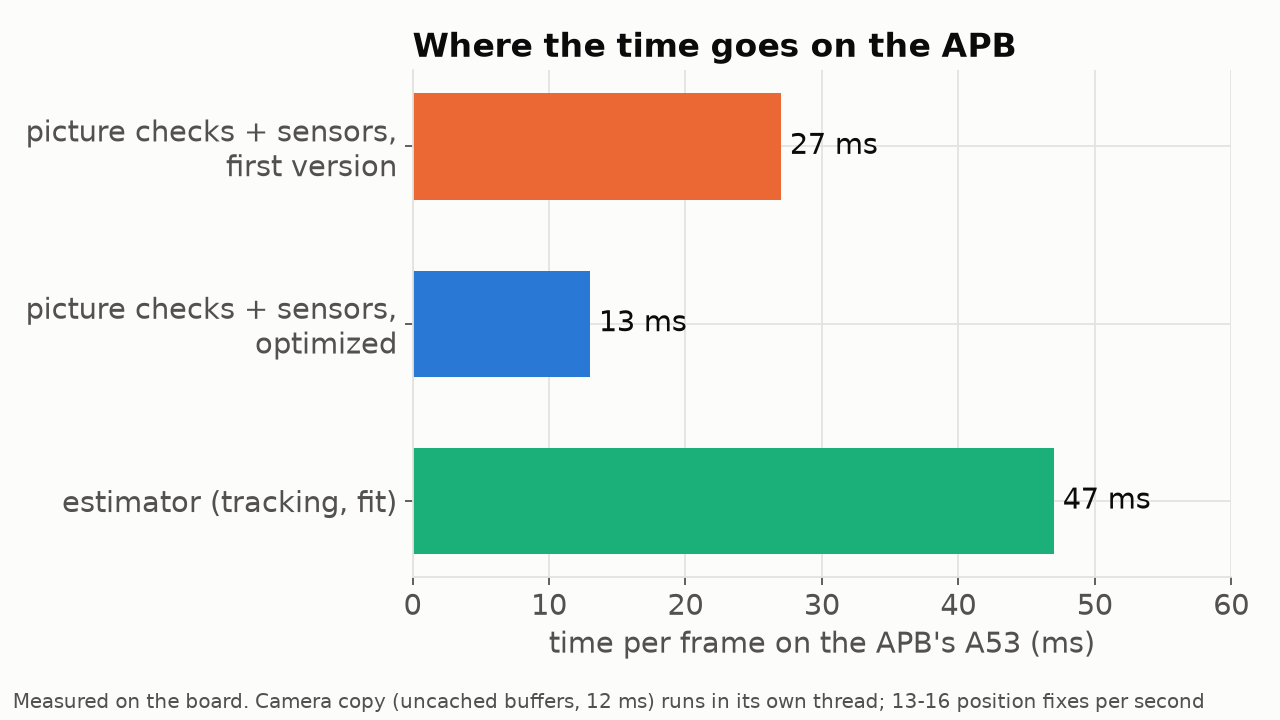 Where the time goes on the APB
picture checks + sensors,
first version
27 ms
picture checks + sensors,
optimized
13 ms
estimator (tracking, fit)
47 ms
0 10 20 30 40 50 60
time per frame on the APB's A53 (ms)
Measured on the board. Camera copy (uncached buffers, 12 ms) runs in its own thread; 13-16 position fixes per second